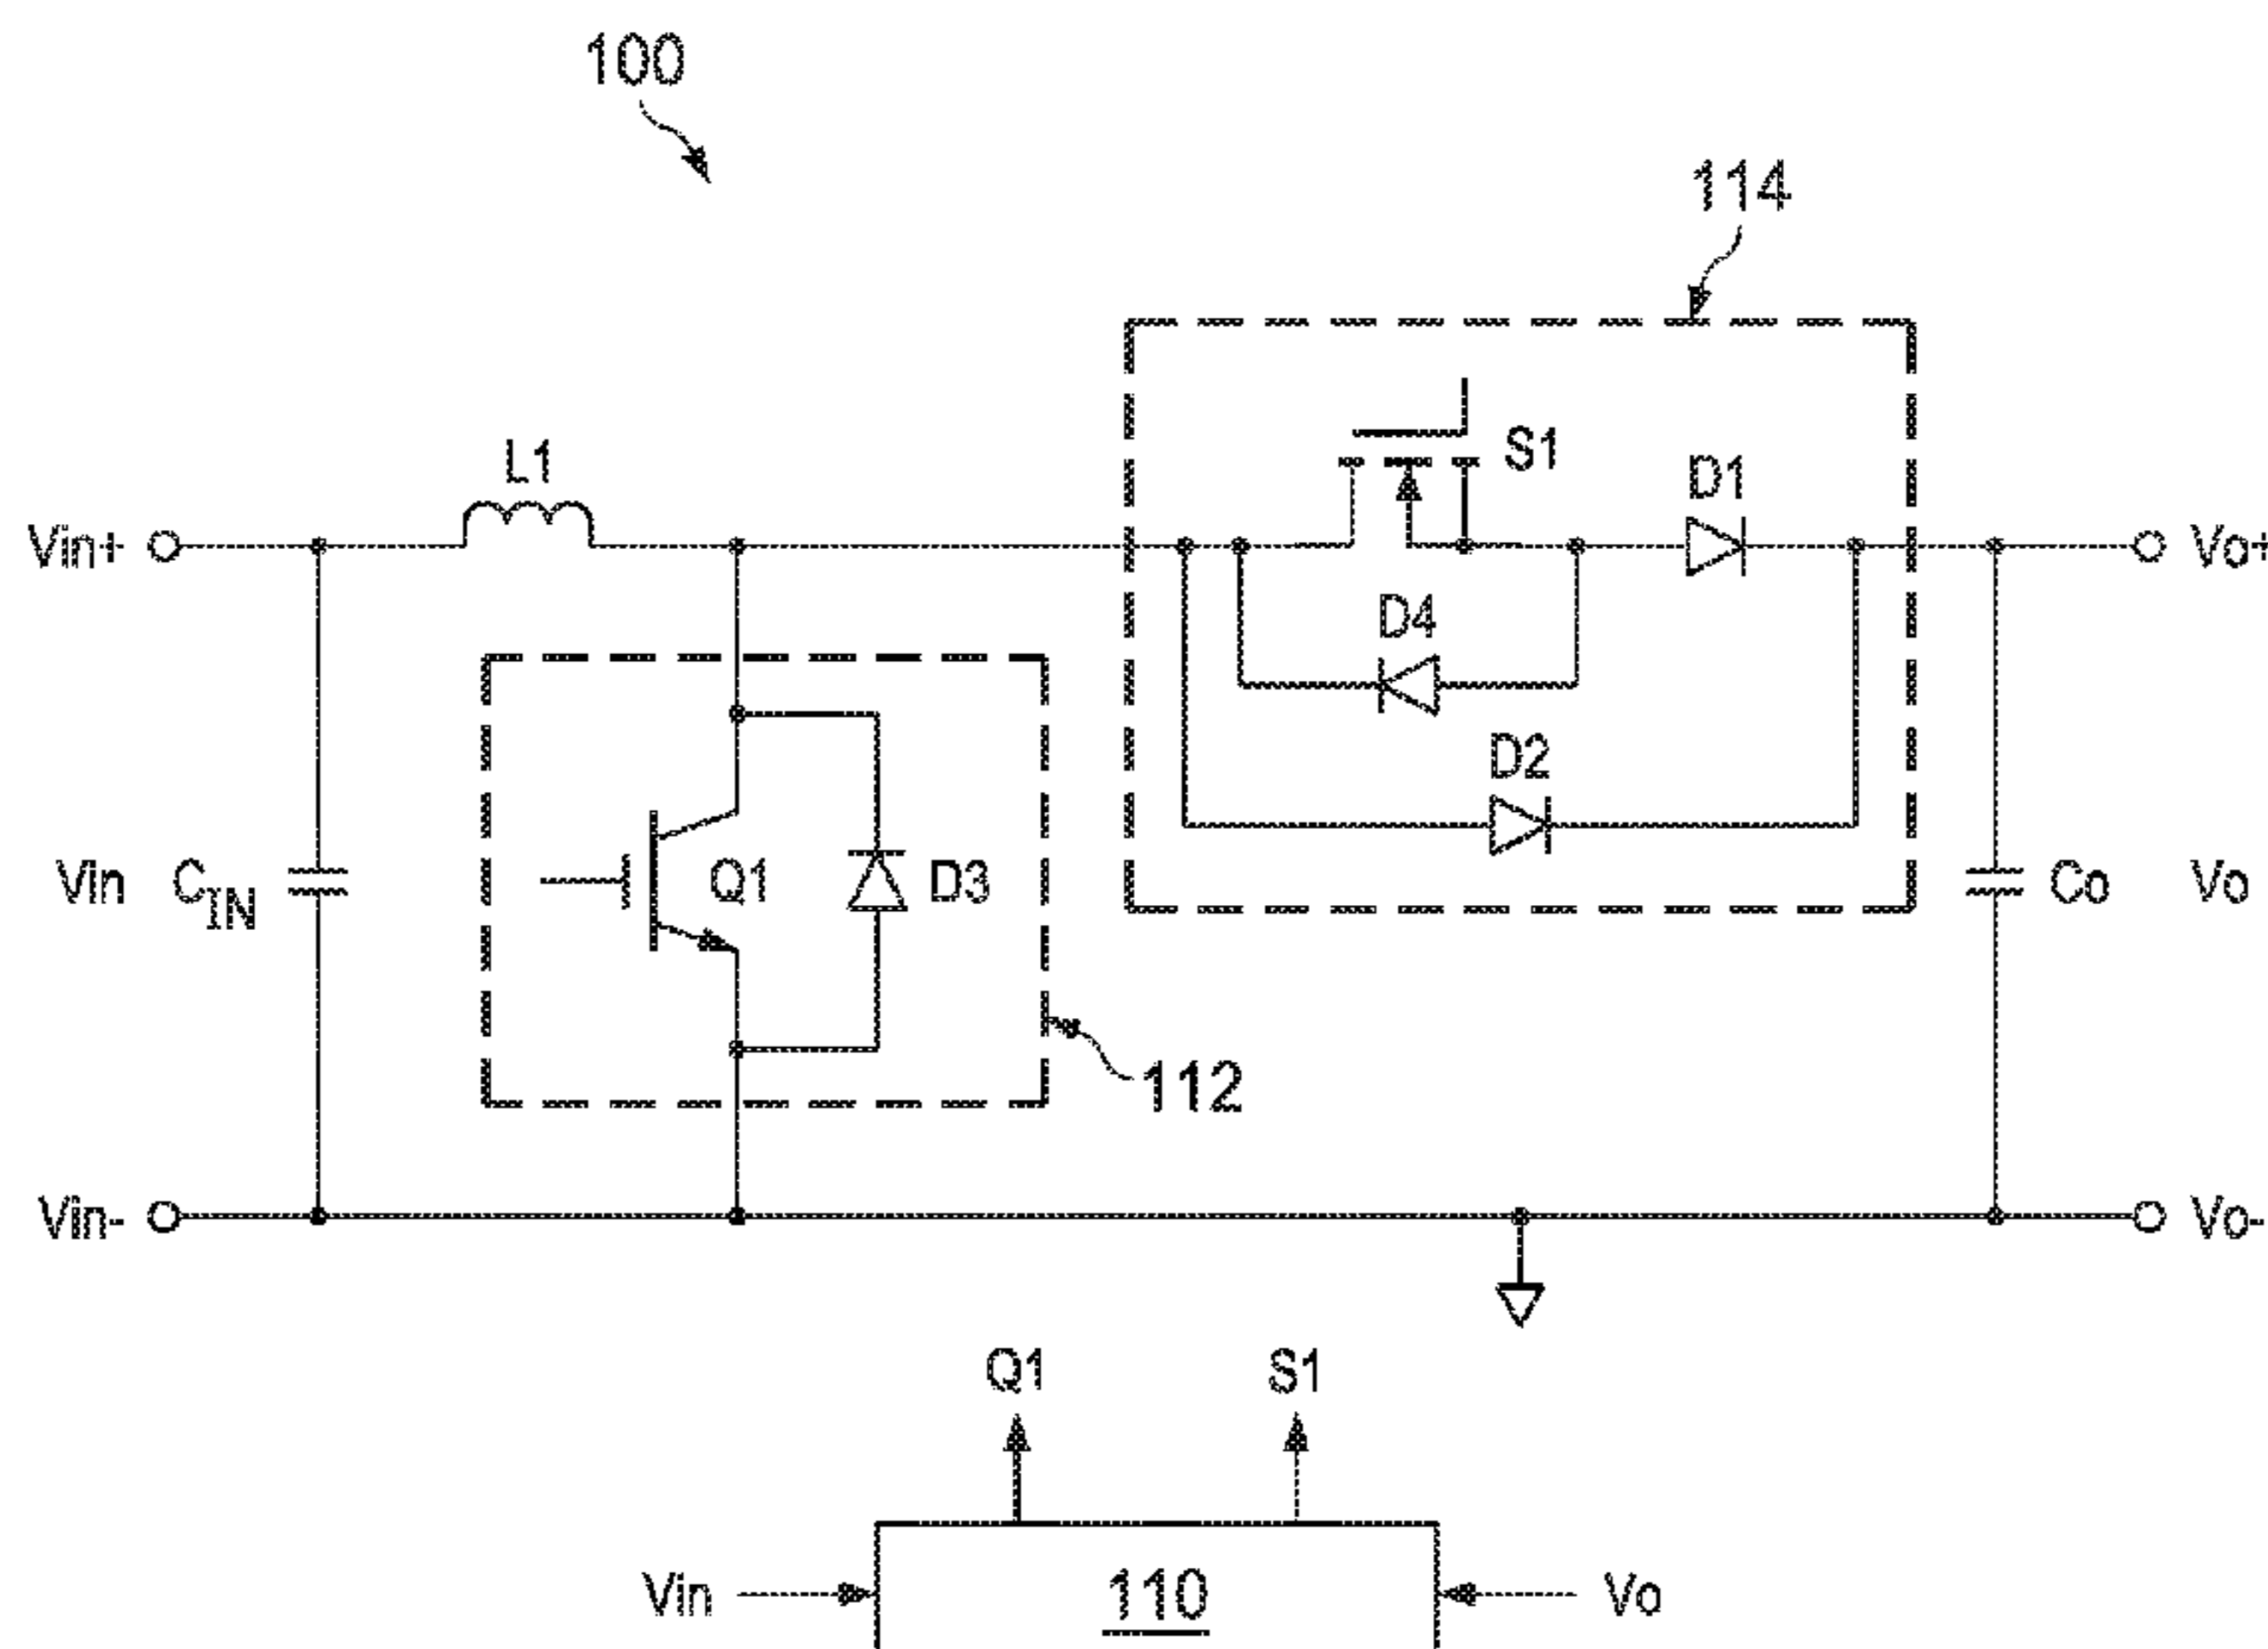 100
114
L1
S1
D1
Vin+
Vo+
D4
D2
Vin
C_IN
Q1
D3
Co
Vo
112
Vin-
Vo-
Q1
S1
Vin
110
Vo